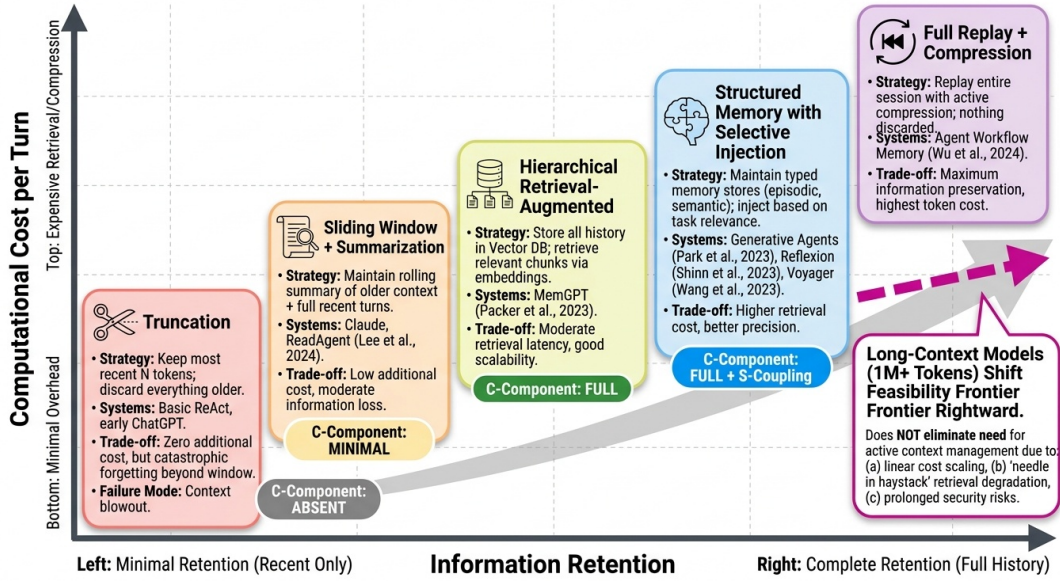 Computational Cost per Turn
Top: Expensive Retrieval/Compression
Bottom: Minimal Overhead
Truncation
• Strategy: Keep most
recent N tokens;
discard everything older.
• Systems: Basic ReAct,
early ChatGPT.
• Trade-off: Zero additional
cost, but catastrophic
forgetting beyond window.
• Failure Mode: Context
blowout.
C-Component:
ABSENT
Sliding Window
+ Summarization
• Strategy: Maintain rolling
summary of older context
+ full recent turns.
• Systems: Claude,
ReadAgent (Lee et al.,
2024).
• Trade-off: Low additional
cost, moderate
information loss.
C-Component:
MINIMAL
Hierarchical
Retrieval-
Augmented
• Strategy: Store all history
in Vector DB; retrieve
relevant chunks via
embeddings.
• Systems: MemGPT
(Packer et al., 2023).
• Trade-off: Moderate
retrieval latency, good
scalability.
C-Component: FULL
Structured
Memory with
Selective
Injection
• Strategy: Maintain typed
memory stores (episodic,
semantic); inject based on
task relevance.
• Systems: Generative Agents
(Park et al., 2023), Reflexion
(Shinn et al., 2023), Voyager
(Wang et al., 2023).
• Trade-off: Higher retrieval
cost, better precision.
C-Component:
FULL + S-Coupling
Full Replay +
Compression
• Strategy: Replay entire
session with active
compression; nothing
discarded.
• Systems: Agent Workflow
Memory (Wu et al., 2024).
• Trade-off: Maximum
information preservation,
highest token cost.
Long-Context Models
(1M+ Tokens) Shift
Feasibility Frontier
Frontier Rightward.
Does NOT eliminate need for
active context management due to:
(a) linear cost scaling, (b) 'needle
in haystack' retrieval degradation,
(c) prolonged security risks.
Left: Minimal Retention (Recent Only)
Information Retention
Right: Complete Retention (Full History)